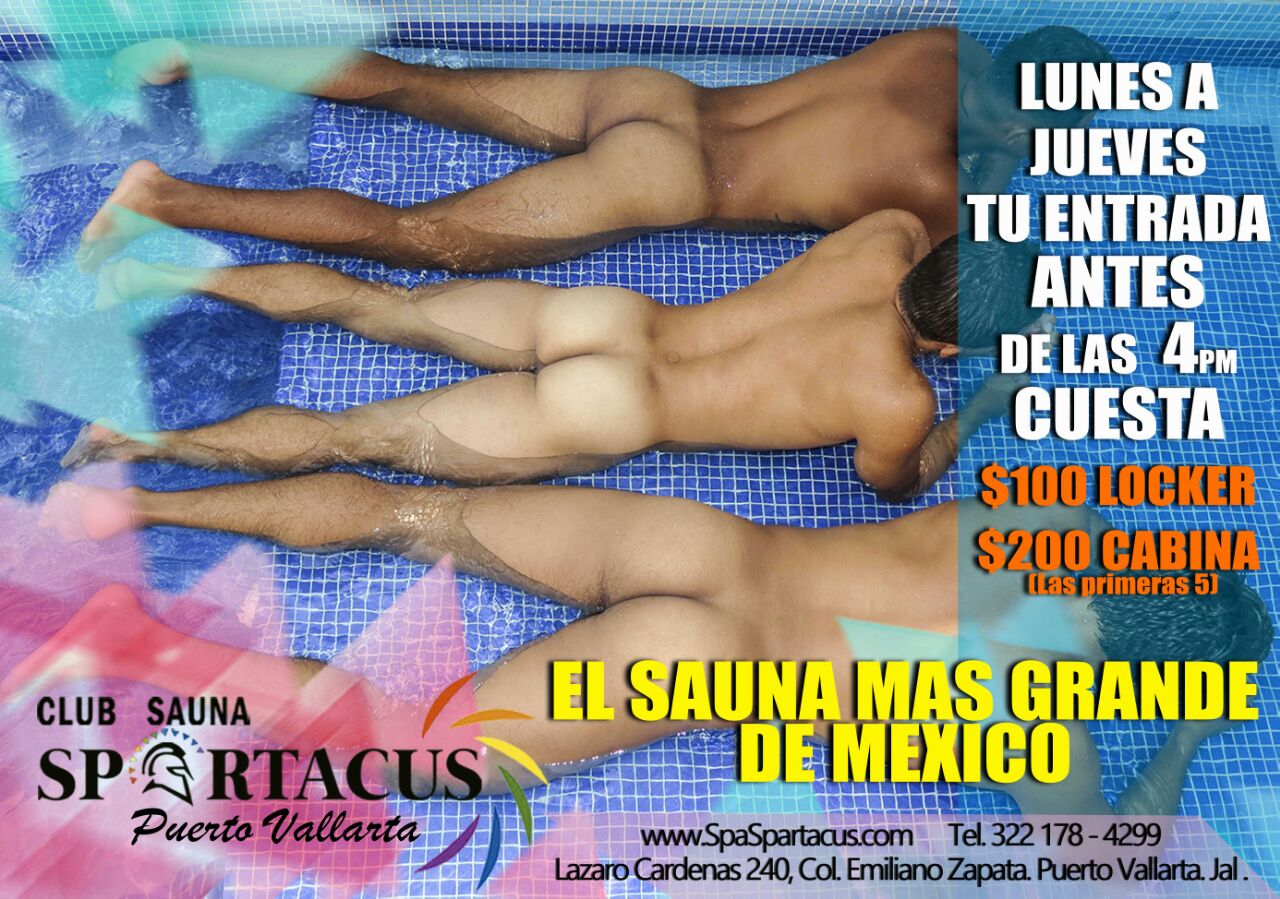 LUNES A
JUEVES
TU ENTRADA
ANTES
DE LAS 4PM
CUESTA
$100 LOCKER
$200 CABINA
(Las primeras 5)
EL SAUNA MAS GRANDE
DE MEXICO
CLUB SAUNA
SPARTACUS
Puerto Vallarta
www.SpaSpartacus.com Tel. 322 178 - 4299
Lazaro Cardenas 240, Col. Emiliano Zapata. Puerto Vallarta. Jal .